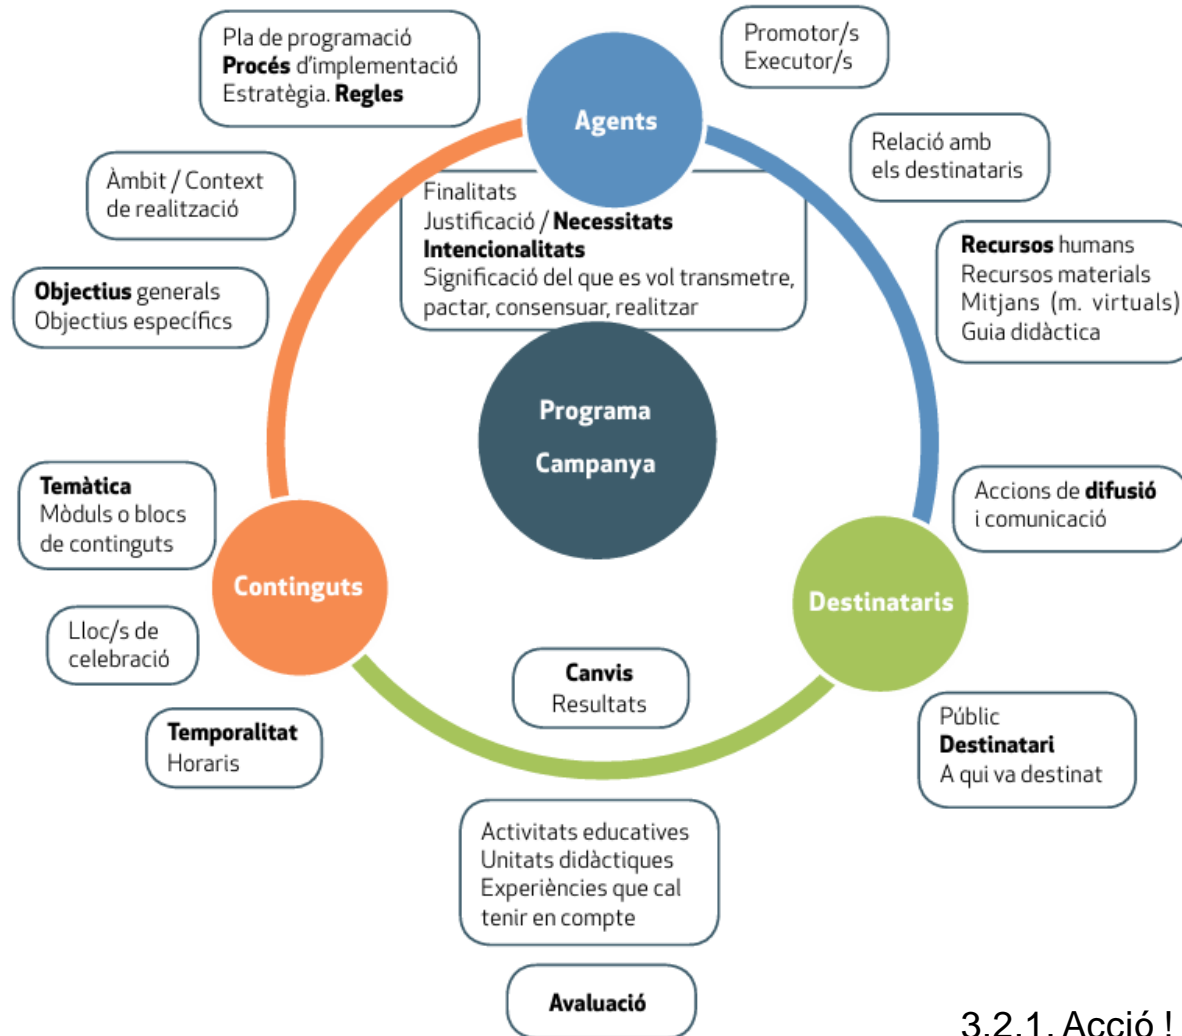 Pla de programació
Procés d’implementació
Estratègia. Regles
Promotor/s
Executor/s
Agents
Relació amb
els destinataris
Àmbit / Context
de realització
Finalitats
Justificació / Necessitats
Intencionalitats
Significació del que es vol transmetre,
pactar, consensuar, realitzar
Recursos humans
Recursos materials
Mitjans (m. virtuals)
Guia didàctica
Objectius generals
Objectius específics
Programa
Campanya
Temàtica
Mòduls o blocs
de continguts
Accions de difusió
i comunicació
Continguts
Destinataris
Lloc/s de
celebració
Canvis
Resultats
Temporalitat
Horaris
Públic
Destinatari
A qui va destinat
Activitats educatives
Unitats didàctiques
Experiències que cal
tenir en compte
Avaluació
3.2.1. Acció !